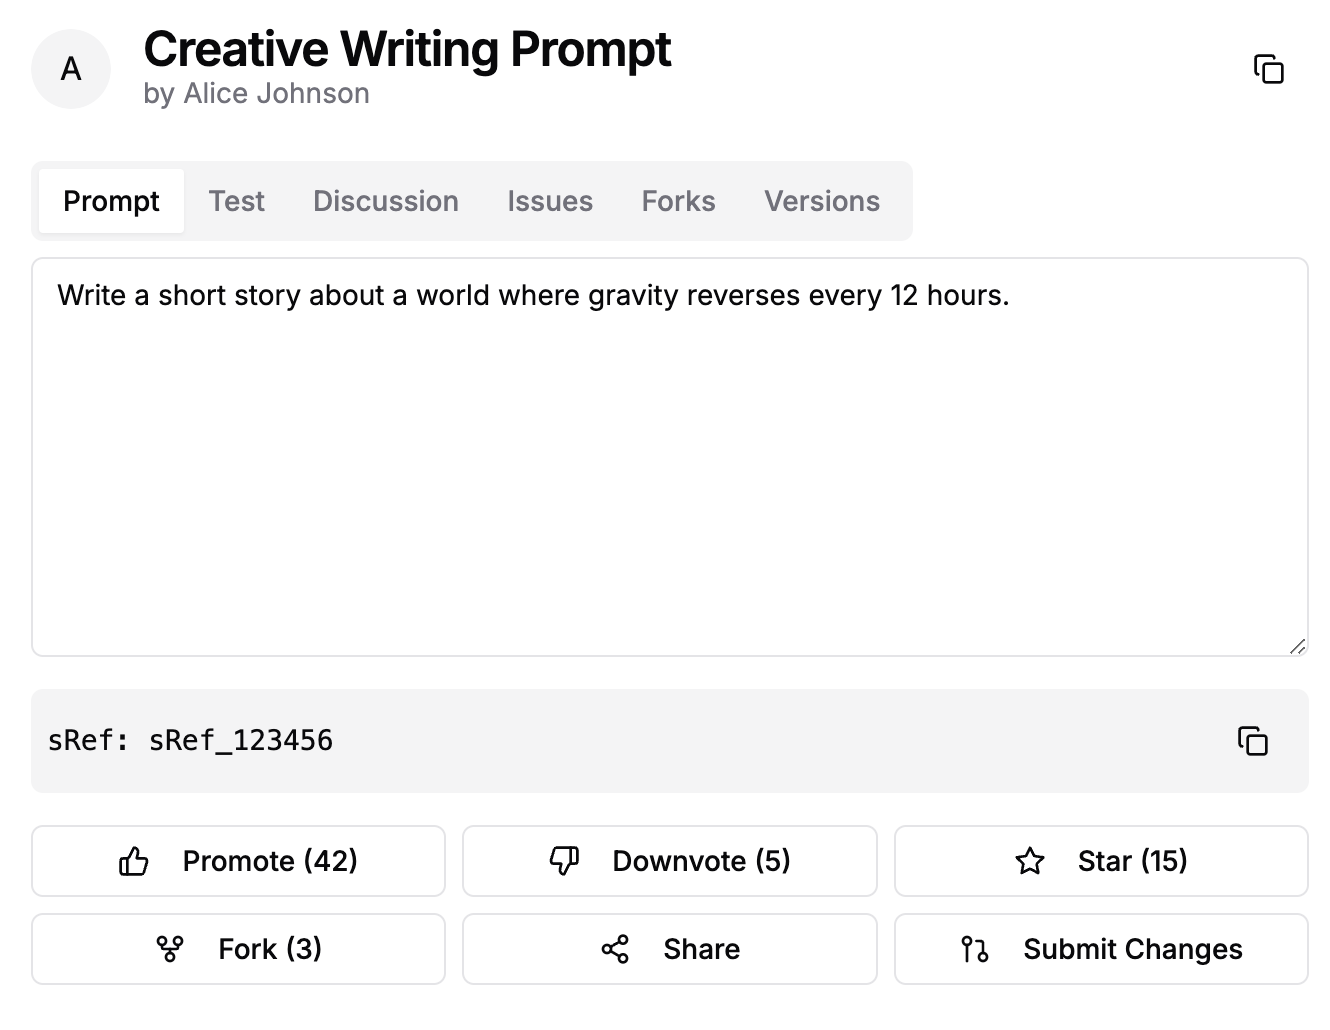 A
Creative Writing Prompt
by Alice Johnson
Prompt Test Discussion Issues Forks Versions
Write a short story about a world where gravity reverses every 12 hours.
sRef: sRef_123456
Promote (42) Downvote (5) Star (15)
Fork (3) Share Submit Changes